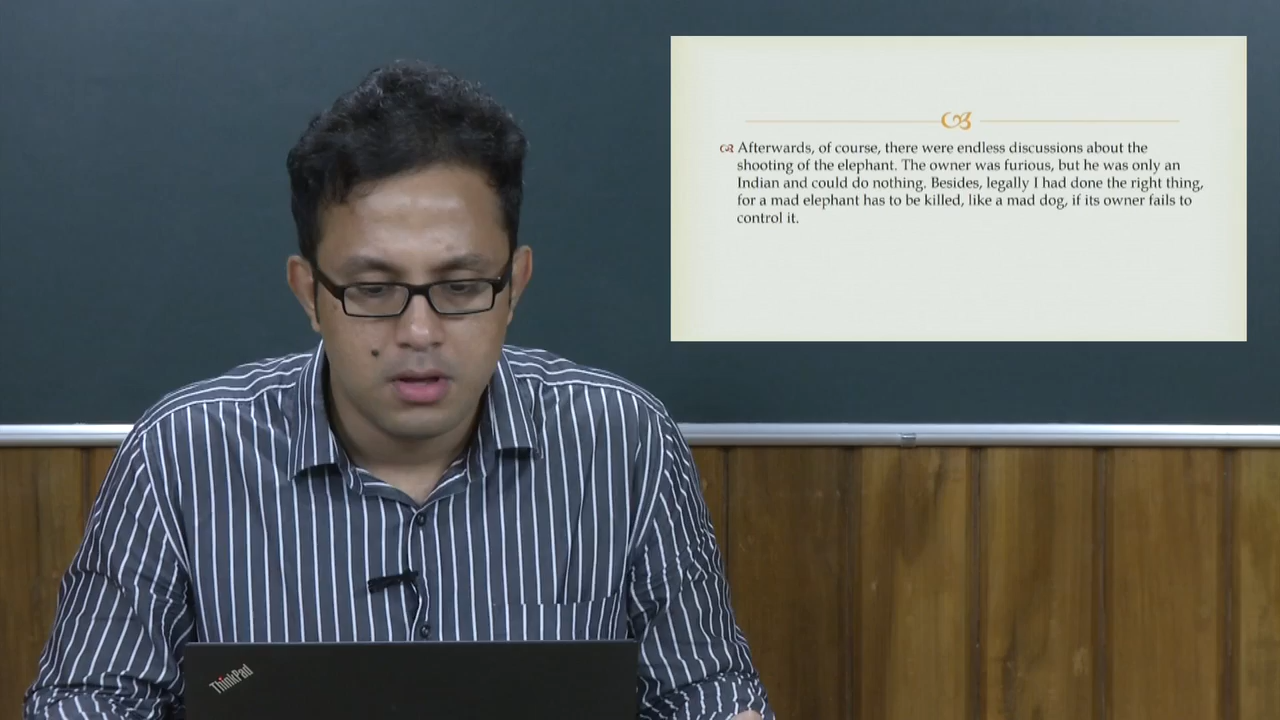 Afterwards, of course, there were endless discussions about the
shooting of the elephant. The owner was furious, but he was only an
Indian and could do nothing. Besides, legally I had done the right thing,
for a mad elephant has to be killed, like a mad dog, if its owner fails to
control it.
ThinkPad